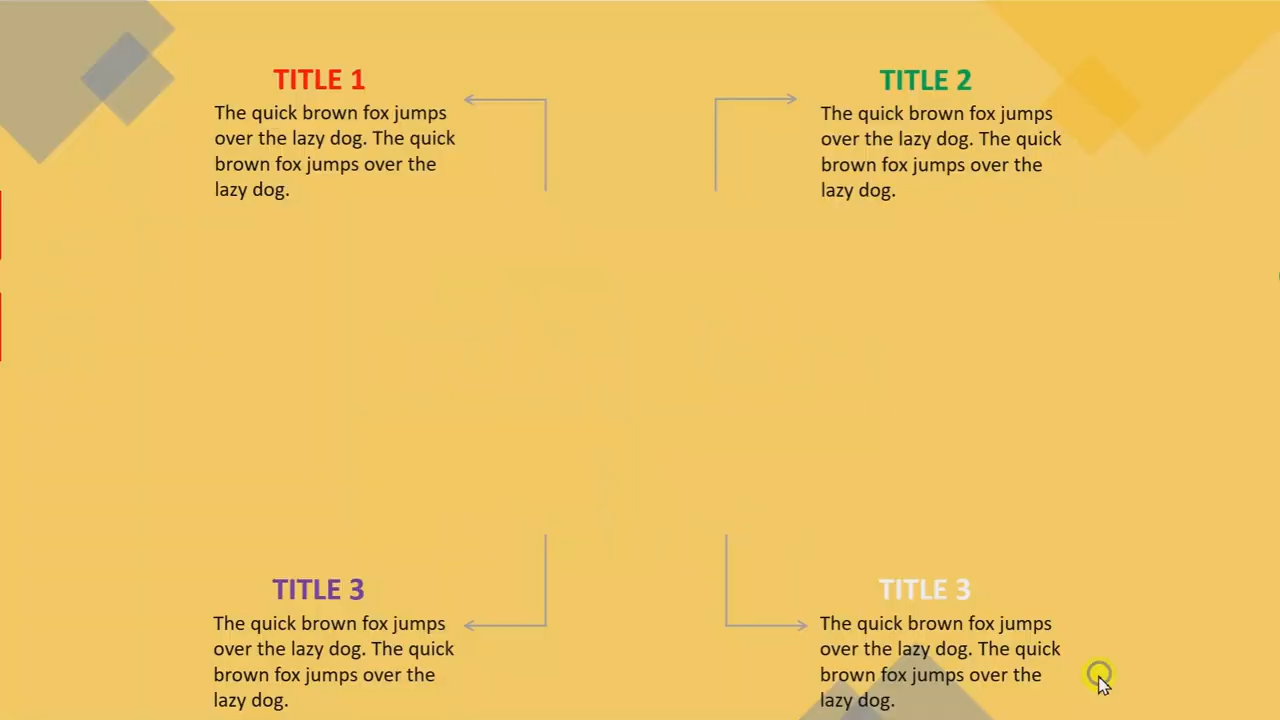 TITLE 1
The quick brown fox jumps
over the lazy dog. The quick
brown fox jumps over the
lazy dog.
TITLE 2
The quick brown fox jumps
over the lazy dog. The quick
brown fox jumps over the
lazy dog.
TITLE 3
The quick brown fox jumps
over the lazy dog. The quick
brown fox jumps over the
lazy dog.
TITLE 3
The quick brown fox jumps
over the lazy dog. The quick
brown fox jumps over the
lazy dog.